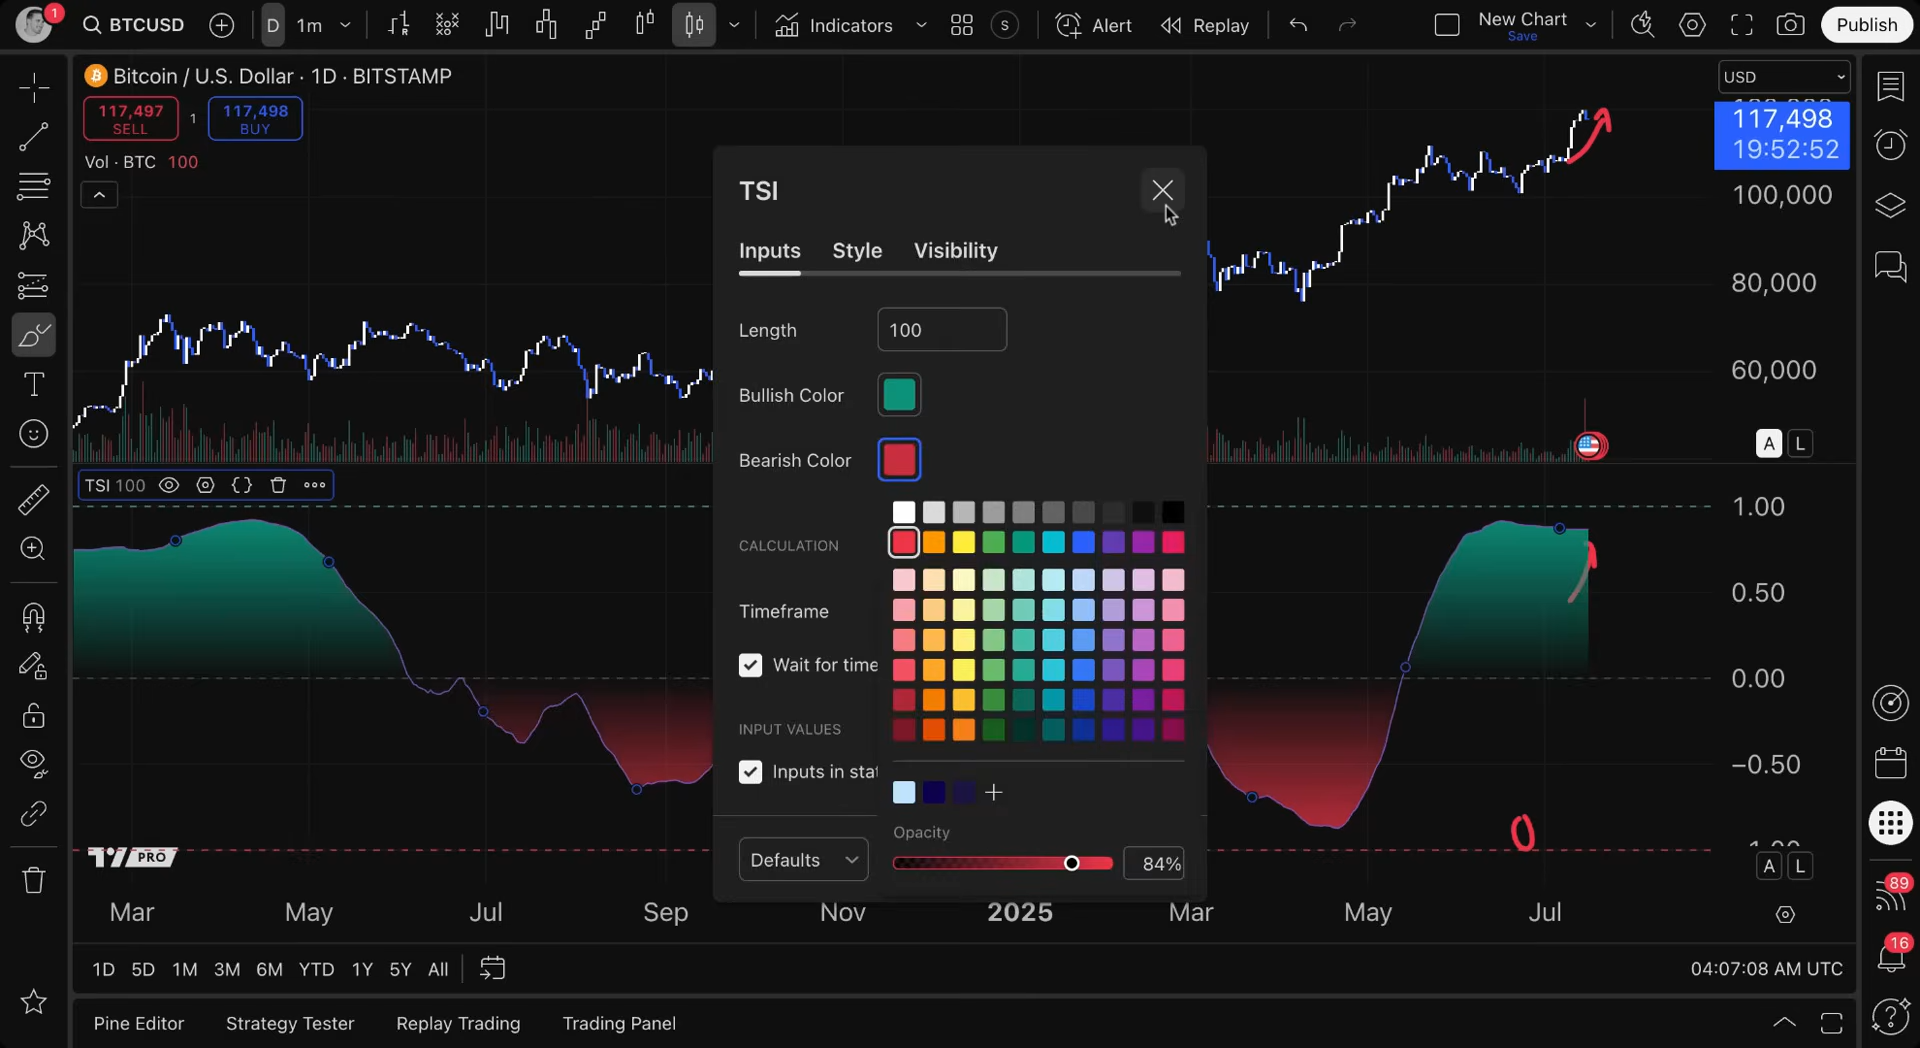 1
BTCUSD
D
1m
Indicators
S
Alert
Replay
New Chart
Save
Publish
Bitcoin / U.S. Dollar · 1D · BITSTAMP
117,497
SELL
1
117,498
BUY
Vol · BTC 100
USD
117,498
19:52:52
100,000
80,000
60,000
A L
TSI
Inputs Style Visibility
Length 100
Bullish Color
Bearish Color
CALCULATION
Timeframe
Wait for time
INPUT VALUES
Inputs in stat
Defaults
Opacity
84%
TSI 100
1.00
0.50
0.00
−0.50
0
A L
PRO
Mar May Jul Sep Nov 2025 Mar May Jul
1D 5D 1M 3M 6M YTD 1Y 5Y All
04:07:08 AM UTC
89
16
Pine Editor Strategy Tester Replay Trading Trading Panel